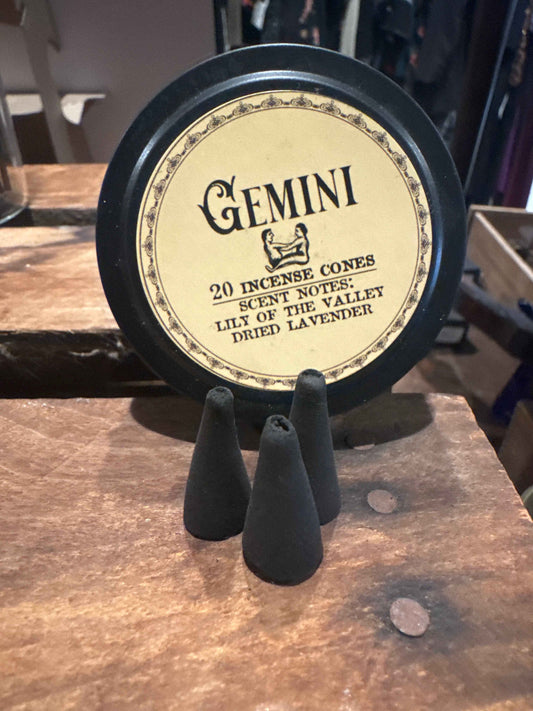 GEMINI
20 INCENSE CONES
SCENT NOTES:
LILY OF THE VALLEY
DRIED LAVENDER